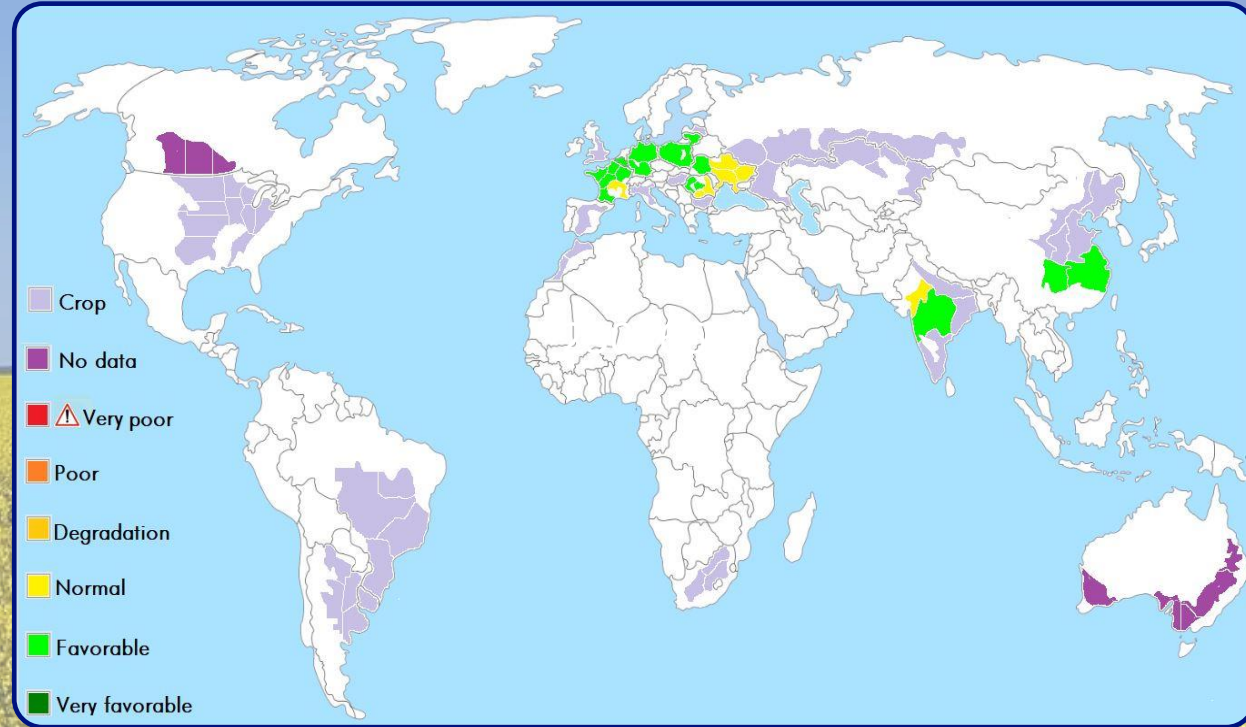 Crop
No data
Very poor
Poor
Degradation
Normal
Favorable
Very favorable